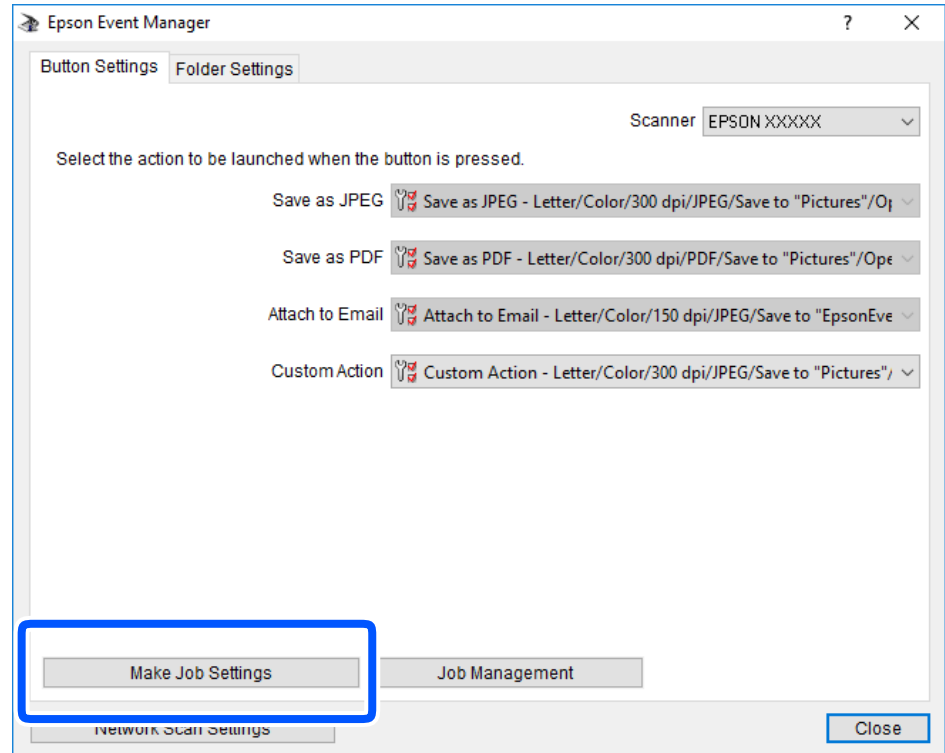 Epson Event Manager
Button Settings
Folder Settings
Scanner EPSON XXXXX
Select the action to be launched when the button is pressed.
Save as JPEG Save as JPEG - Letter/Color/300 dpi/JPEG/Save to "Pictures"/Op
Save as PDF Save as PDF - Letter/Color/300 dpi/PDF/Save to "Pictures"/Ope
Attach to Email Attach to Email - Letter/Color/150 dpi/JPEG/Save to "EpsonEve
Custom Action Custom Action - Letter/Color/300 dpi/JPEG/Save to "Pictures"/
Make Job Settings
Job Management
Network Scan Settings
Close